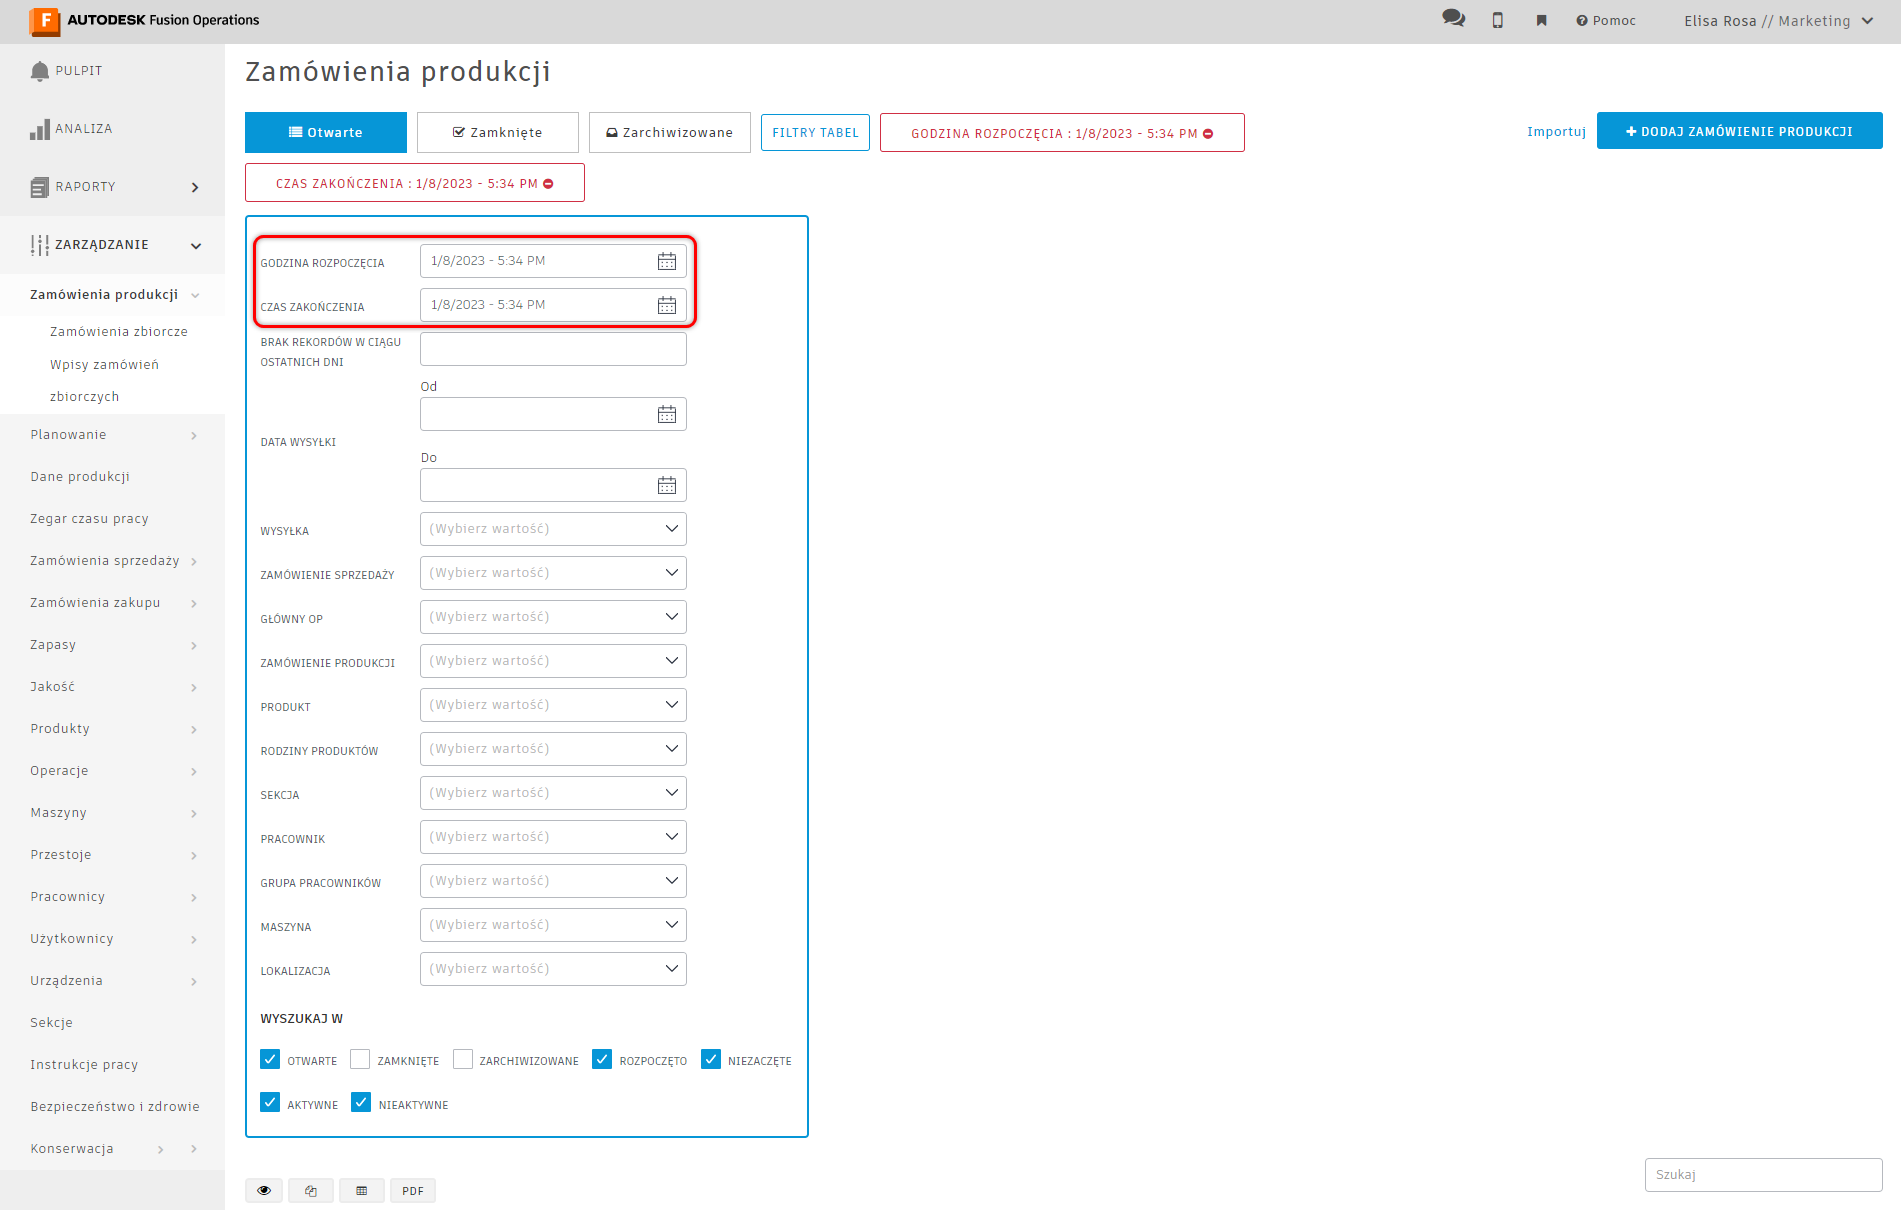 AUTODESK Fusion Operations
Pomoc
Elisa Rosa // Marketing
PULPIT
ANALIZA
RAPORTY
ZARZĄDZANIE
Zamówienia produkcji
Zamówienia zbiorcze
Wpisy zamówień
zbiorczych
Planowanie
Dane produkcji
Zegar czasu pracy
Zamówienia sprzedaży
Zamówienia zakupu
Zapasy
Jakość
Produkty
Operacje
Maszyny
Przestoje
Pracownicy
Użytkownicy
Urządzenia
Sekcje
Instrukcje pracy
Bezpieczeństwo i zdrowie
Konserwacja
Zamówienia produkcji
Otwarte
Zamknięte
Zarchiwizowane
FILTRY TABEL
GODZINA ROZPOCZĘCIA : 1/8/2023 - 5:34 PM
Importuj
DODAJ ZAMÓWIENIE PRODUKCJI
CZAS ZAKOŃCZENIA : 1/8/2023 - 5:34 PM
GODZINA ROZPOCZĘCIA 1/8/2023 - 5:34 PM
CZAS ZAKOŃCZENIA 1/8/2023 - 5:34 PM
BRAK REKORDÓW W CIĄGU
OSTATNICH DNI
Od
DATA WYSYŁKI
Do
WYSYŁKA (Wybierz wartość)
ZAMÓWIENIE SPRZEDAŻY (Wybierz wartość)
GŁÓWNY OP (Wybierz wartość)
ZAMÓWIENIE PRODUKCJI (Wybierz wartość)
PRODUKT (Wybierz wartość)
RODZINY PRODUKTÓW (Wybierz wartość)
SEKCJA (Wybierz wartość)
PRACOWNIK (Wybierz wartość)
GRUPA PRACOWNIKÓW (Wybierz wartość)
MASZYNA (Wybierz wartość)
LOKALIZACJA (Wybierz wartość)
WYSZUKAJ W
OTWARTE ZAMKNIĘTE ZARCHIWIZOWANE ROZPOCZĘTO NIEZACZĘTE
AKTYWNE NIEAKTYWNE
PDF
Szukaj